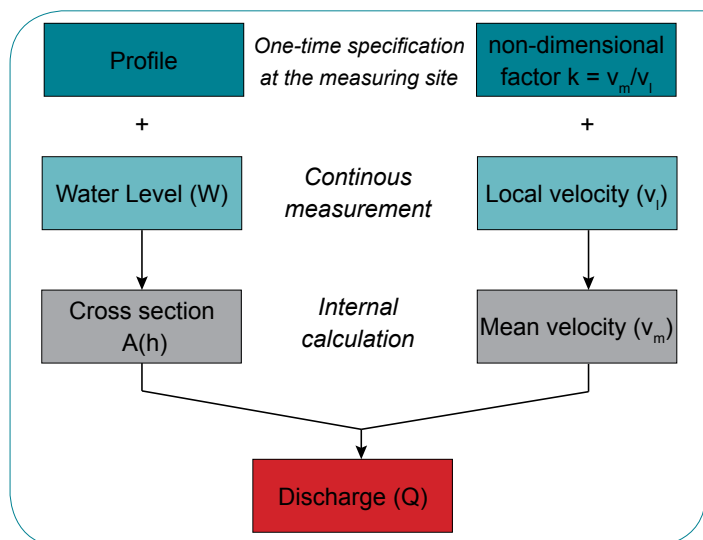 Profile
One-time specification
at the measuring site
non-dimensional
factor k = vₘ/vₗ
+
+
Water Level (W)
Continous
measurement
Local velocity (vₗ)
Cross section
A(h)
Internal
calculation
Mean velocity (vₘ)
Discharge (Q)